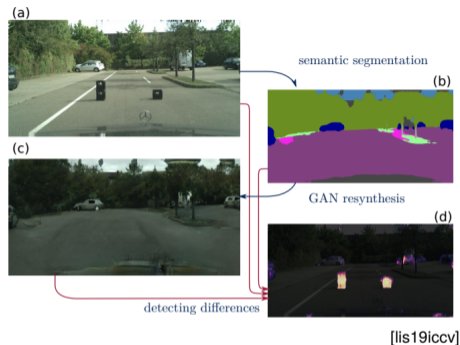 (a)
semantic segmentation
(b)
(c)
GAN resynthesis
(d)
detecting differences
[lis19iccv]